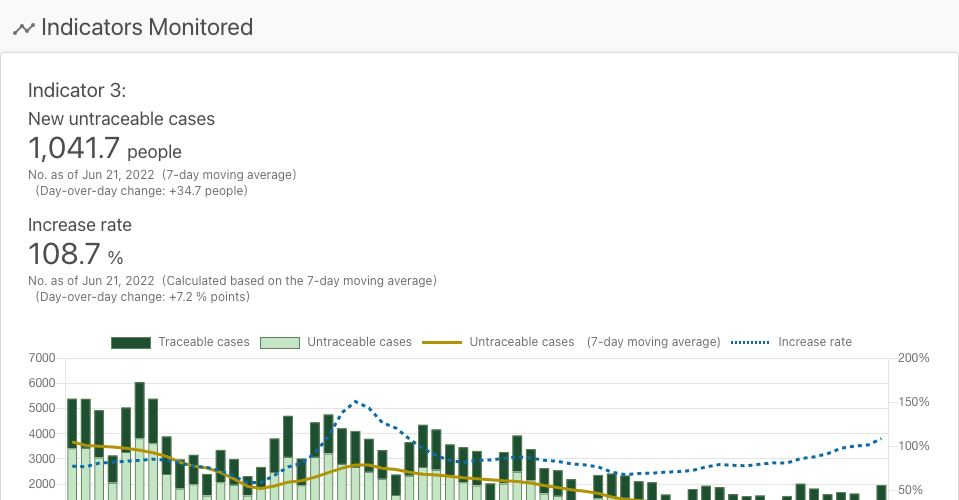 Indicators Monitored
Indicator 3:
New untraceable cases
1,041.7 people
No. as of Jun 21, 2022 (7-day moving average)
(Day-over-day change: +34.7 people)
Increase rate
108.7 %
No. as of Jun 21, 2022 (Calculated based on the 7-day moving average)
(Day-over-day change: +7.2 % points)
Traceable cases Untraceable cases Untraceable cases (7-day moving average) Increase rate
7000 200%
6000
5000 150%
4000
100%
3000
2000
50%